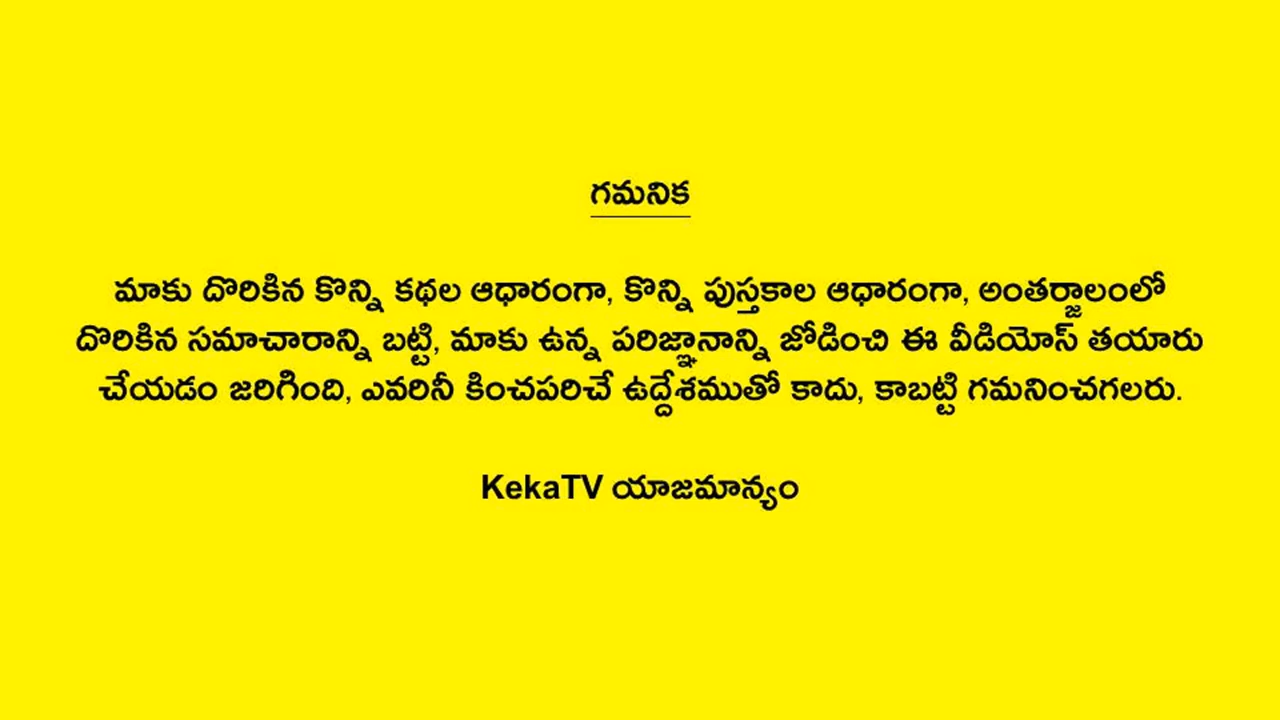 గమనిక
మాకు దొరికిన కొన్ని కథల ఆధారంగా, కొన్ని పుస్తకాల ఆధారంగా, అంతర్జాలంలో
దొరికిన సమాచారాన్ని బట్టి, మాకు ఉన్న పరిజ్ఞానాన్ని జోడించి ఈ వీడియోస్ తయారు
చేయడం జరిగింది, ఎవరినీ కించపరిచే ఉద్దేశముతో కాదు, కాబట్టి గమనించగలరు.
KekaTV యాజమాన్యం